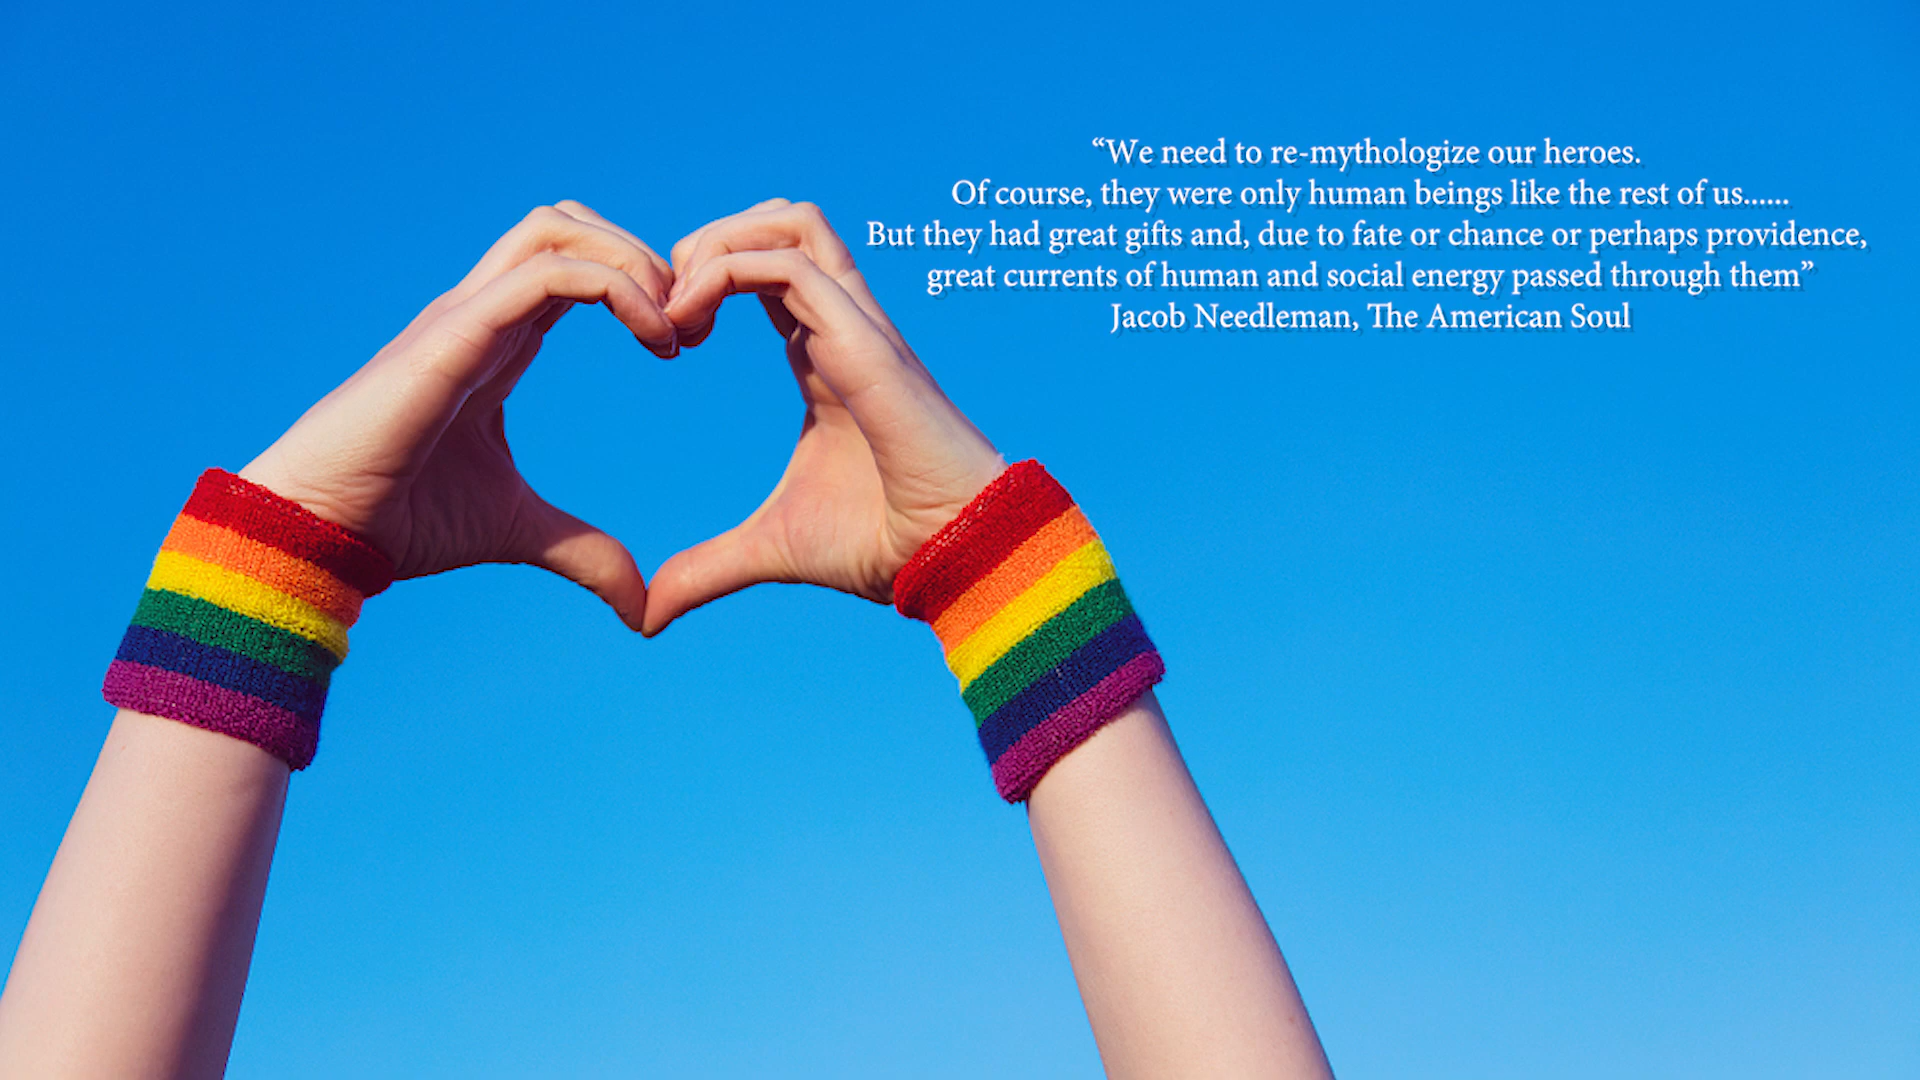 “We need to re-mythologize our heroes.
Of course, they were only human beings like the rest of us......
But they had great gifts and, due to fate or chance or perhaps providence,
great currents of human and social energy passed through them”
Jacob Needleman, The American Soul